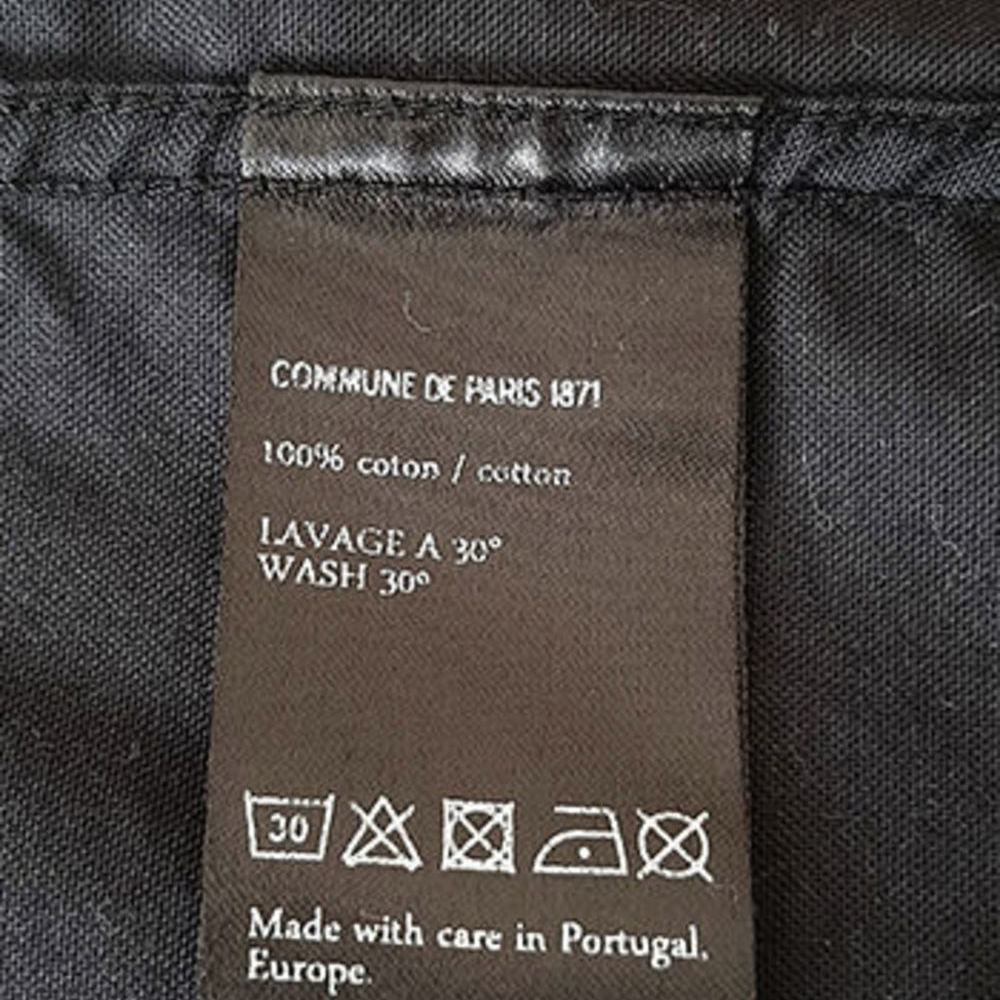 COMMUNE DE PARIS 1871
100% coton / cotton
LAVAGE A 30°
WASH 30°
30
Made with care in Portugal.
Europe.